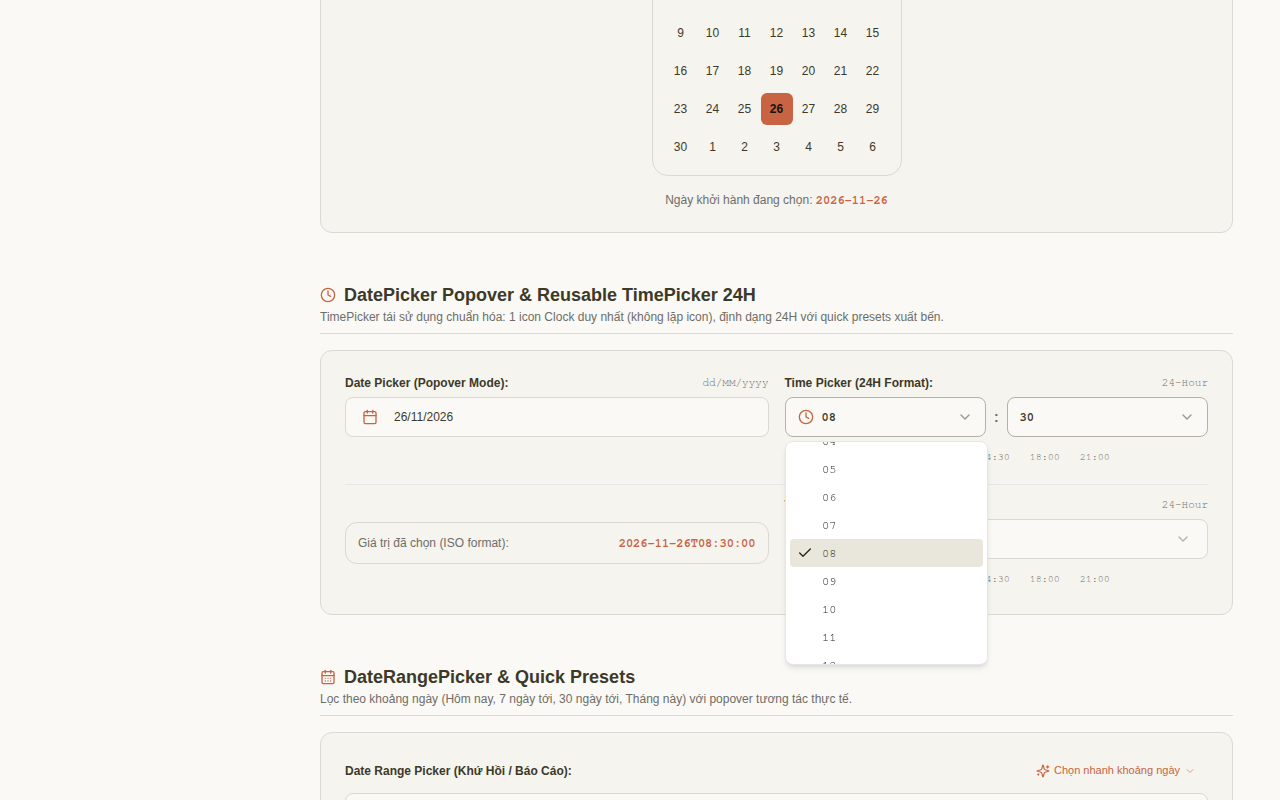 9 10 11 12 13 14 15
16 17 18 19 20 21 22
23 24 25 26 27 28 29
30 1 2 3 4 5 6
Ngày khởi hành đang chọn: 2026-11-26
DatePicker Popover & Reusable TimePicker 24H
TimePicker tái sử dụng chuẩn hóa: 1 icon Clock duy nhất (không lặp icon), định dạng 24H với quick presets xuất bến.
Date Picker (Popover Mode): dd/MM/yyyy
26/11/2026
Giá trị đã chọn (ISO format): 2026-11-26T08:30:00
Time Picker (24H Format): 24-Hour
08 : 30
:30 18:00 21:00
24-Hour
:30 18:00 21:00
05
06
07
08
09
10
11
DateRangePicker & Quick Presets
Lọc theo khoảng ngày (Hôm nay, 7 ngày tới, 30 ngày tới, Tháng này) với popover tương tác thực tế.
Date Range Picker (Khứ Hồi / Báo Cáo): Chọn nhanh khoảng ngày